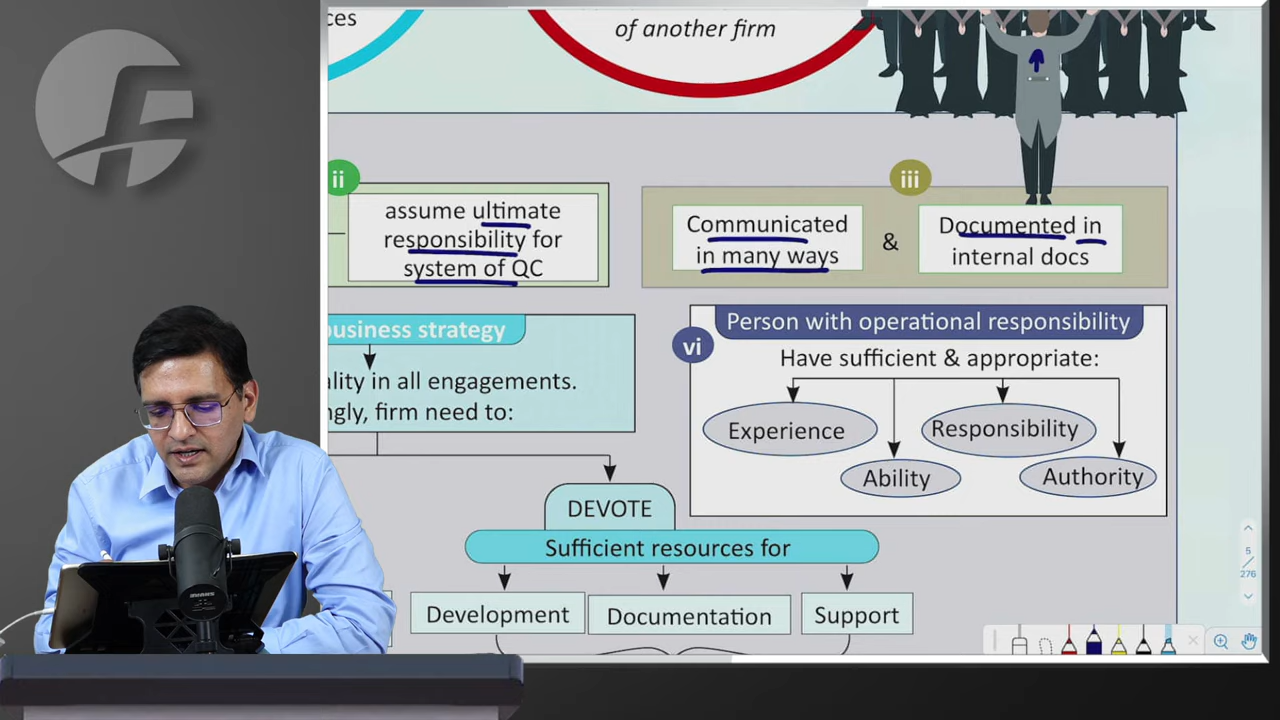 ces
of another firm
ii
assume ultimate
responsibility for
system of QC
iii
Communicated
in many ways
&
Documented in
internal docs
business strategy
ality in all engagements.
ngly, firm need to:
vi
Person with operational responsibility
Have sufficient & appropriate:
Experience
Responsibility
Ability
Authority
DEVOTE
Sufficient resources for
Development
Documentation
Support
5
/
276